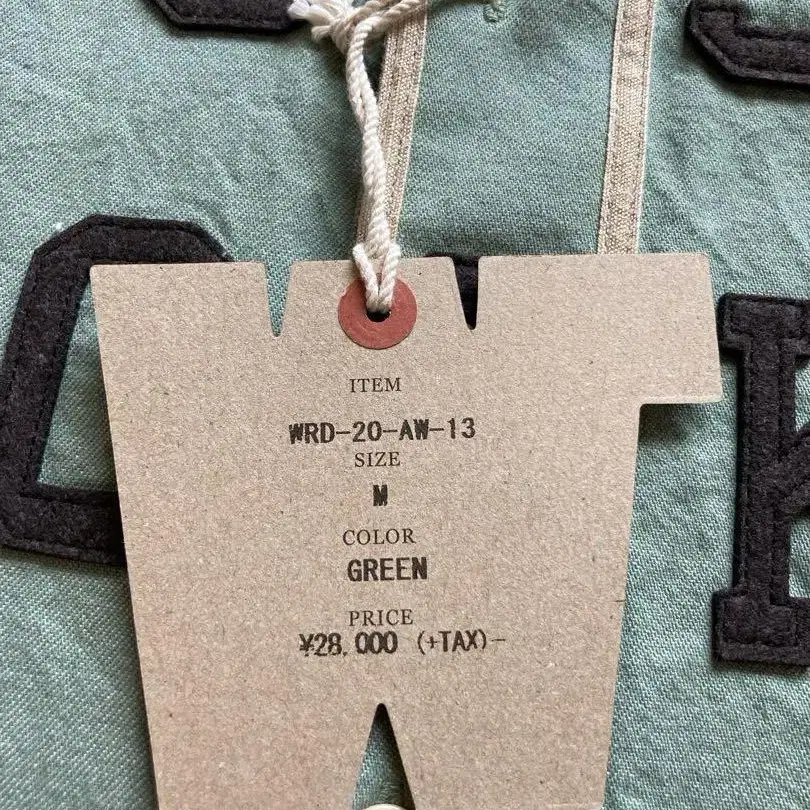 ITEM
WRD-20-AW-13
SIZE
M
COLOR
GREEN
PRICE
¥28,000 (+TAX)-